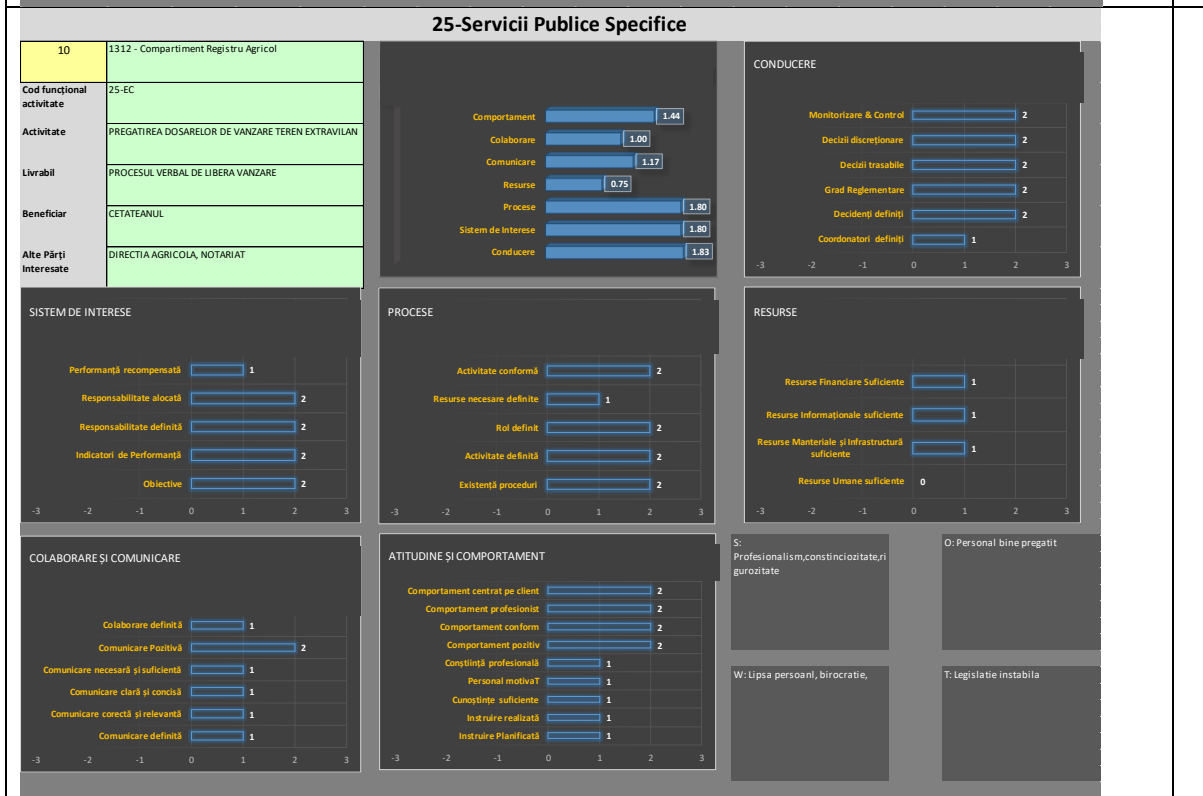 25-Servicii Publice Specifice
10
1312 - Compartiment Registru Agricol
Cod funcțional
activitate
25-EC
Activitate
PREGATIREA DOSARELOR DE VANZARE TEREN EXTRAVILAN
Livrabil
PROCESUL VERBAL DE LIBERA VANZARE
Beneficiar
CETATEANUL
Alte Părți
Interesate
DIRECTIA AGRICOLA, NOTARIAT
Comportament 1.44
Colaborare 1.00
Comunicare 1.17
Resurse 0.75
Procese 1.80
Sistem de Interese 1.80
Conducere 1.83
CONDUCERE
Monitorizare & Control 2
Decizii discreționare 2
Decizii trasabile 2
Grad Reglementare 2
Decidenți definiți 2
Coordonatori definiți 1
-3 -2 -1 0 1 2 3
SISTEM DE INTERESE
Performanță recompensată 1
Responsabilitate alocată 2
Responsabilitate definită 2
Indicatori de Performanță 2
Obiective 2
-3 -2 -1 0 1 2 3
PROCESE
Activitate conformă 2
Resurse necesare definite 1
Rol definit 2
Activitate definită 2
Existență proceduri 2
-3 -2 -1 0 1 2 3
RESURSE
Resurse Financiare Suficiente 1
Resurse Informaționale suficiente 1
Resurse Manteriale și Infrastructură
suficiente 1
Resurse Umane suficiente 0
-3 -2 -1 0 1 2 3
COLABORARE ȘI COMUNICARE
Colaborare definită 1
Comunicare Pozitivă 2
Comunicare necesară și suficientă 1
Comunicare clară și concisă 1
Comunicare corectă și relevantă 1
Comunicare definită 1
-3 -2 -1 0 1 2 3
ATITUDINE ȘI COMPORTAMENT
Comportament centrat pe client 2
Comportament profesionist 2
Comportament conform 2
Comportament pozitiv 2
Conștiință profesională 1
Personal motivaT 1
Cunoștințe suficiente 1
Instruire realizată 1
Instruire Planificată 1
-3 -2 -1 0 1 2 3
S:
Profesionalism,constinciozitate,ri
gurozitate
O: Personal bine pregatit
W: Lipsa persoanl, birocratie,
T: Legislatie instabila